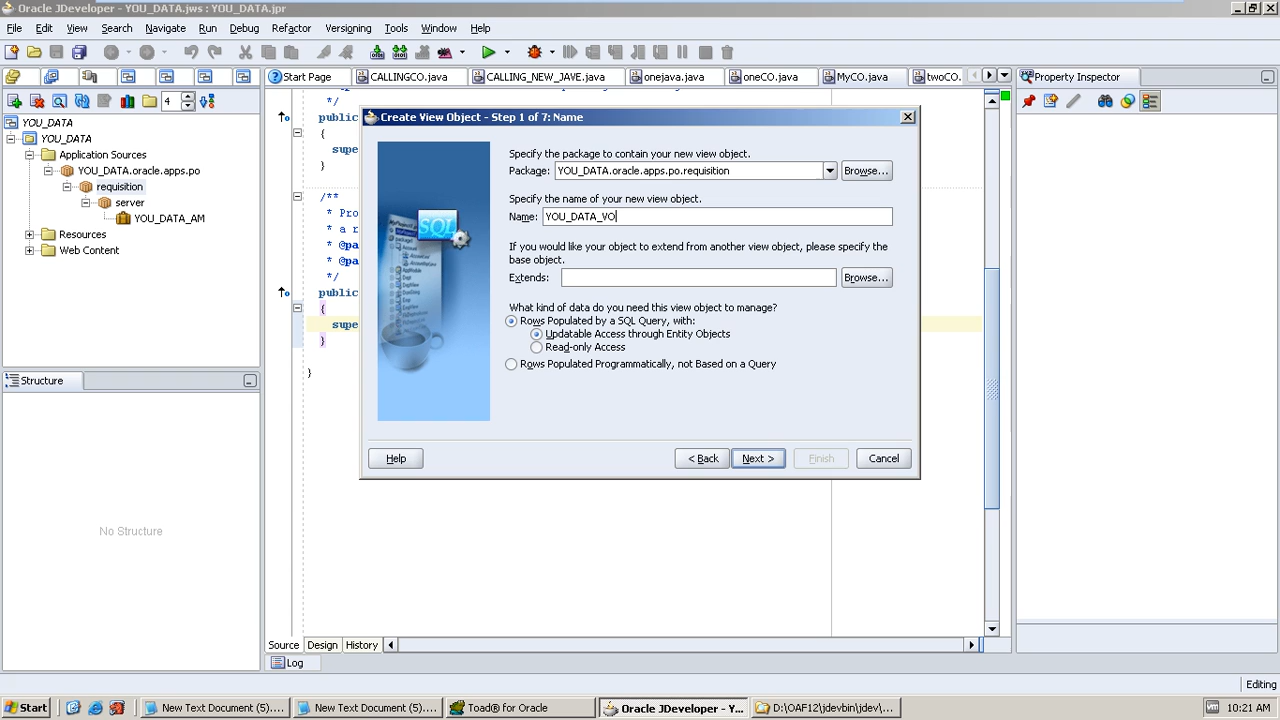 Oracle JDeveloper - YOU_DATA.jws : YOU_DATA.jpr
File Edit View Search Navigate Run Debug Refactor Versioning Tools Window Help
Start Page CALLINGCO.java CALLING_NEW_JAVE.java onejava.java oneCO.java MyCO.java twoCO. Property Inspector
4
YOU_DATA
YOU_DATA
Application Sources
YOU_DATA.oracle.apps.po
requisition
server
YOU_DATA_AM
Resources
Web Content
Structure
No Structure
*/
public
{
supe
}
/**
* Pro
* a r
* @pa
* @pa
*/
public
{
supe
}
}
Create View Object - Step 1 of 7: Name
Specify the package to contain your new view object.
Package: YOU_DATA.oracle.apps.po.requisition Browse...
Specify the name of your new view object.
Name: YOU_DATA_VO
If you would like your object to extend from another view object, please specify the
base object.
Extends: Browse...
What kind of data do you need this view object to manage?
Rows Populated by a SQL Query, with:
Updatable Access through Entity Objects
Read-only Access
Rows Populated Programmatically, not Based on a Query
SQL
Help < Back Next > Finish Cancel
Source Design History
Log
Editing
Start New Text Document (5).... New Text Document (5).... Toad® for Oracle Oracle JDeveloper - Y... D:\OAF12\jdevbin\jdev\... 10:21 AM